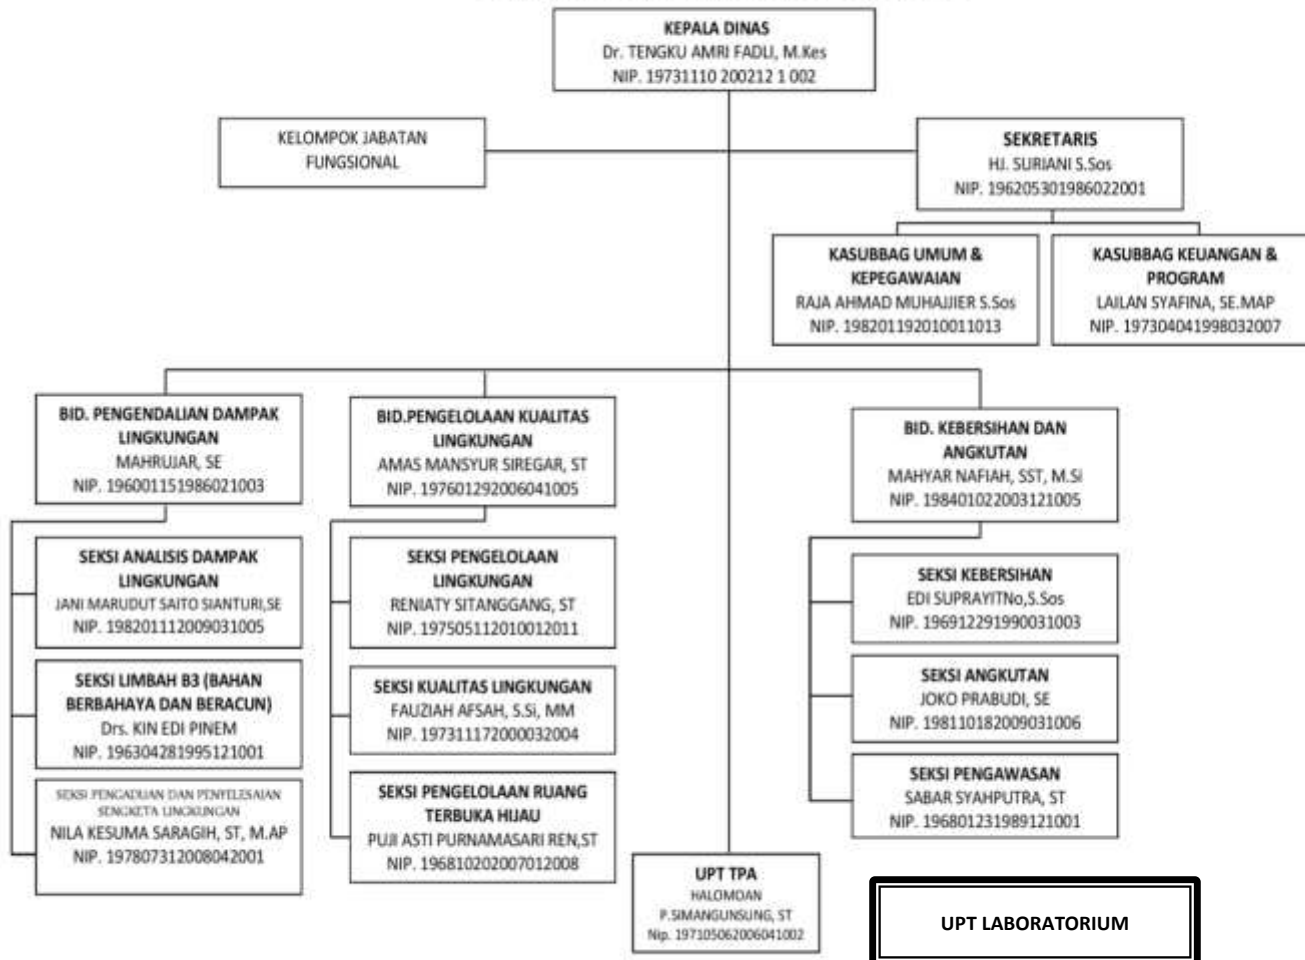 KEPALA DINAS
Dr. TENGKU AMRI FADLI, M.Kes
NIP. 19731110 200212 1 002
KELOMPOK JABATAN
FUNGSIONAL
SEKRETARIS
HJ. SURIANI S.Sos
NIP. 196205301986022001
KASUBBAG UMUM &
KEPEGAWAIAN
RAJA AHMAD MUHAJJIER S.Sos
NIP. 198201192010011013
KASUBBAG KEUANGAN &
PROGRAM
LAILAN SYAFINA, SE.MAP
NIP. 197304041998032007
BID. PENGENDALIAN DAMPAK
LINGKUNGAN
MAHRUJAR, SE
NIP. 196001151986021003
SEKSI ANALISIS DAMPAK
LINGKUNGAN
JANI MARUDUT SAITO SIANTURI,SE
NIP. 198201112009031005
SEKSI LIMBAH B3 (BAHAN
BERBAHAYA DAN BERACUN)
Drs. KIN EDI PINEM
NIP. 196304281995121001
SEKSI PENGADUAN DAN PENYELESAIAN
SENGKETA LINGKUNGAN
NILA KESUMA SARAGIH, ST, M.AP
NIP. 197807312008042001
BID.PENGELOLAAN KUALITAS
LINGKUNGAN
AMAS MANSYUR SIREGAR, ST
NIP. 197601292006041005
SEKSI PENGELOLAAN
LINGKUNGAN
RENIATY SITANGGANG, ST
NIP. 197505112010012011
SEKSI KUALITAS LINGKUNGAN
FAUZIAH AFSAH, S.Si, MM
NIP. 197311172000032004
SEKSI PENGELOLAAN RUANG
TERBUKA HIJAU
PUJI ASTI PURNAMASARI REN,ST
NIP. 196810202007012008
BID. KEBERSIHAN DAN
ANGKUTAN
MAHYAR NAFIAH, SST, M.Si
NIP. 198401022003121005
SEKSI KEBERSIHAN
EDI SUPRAYITNo,S.Sos
NIP. 196912291990031003
SEKSI ANGKUTAN
JOKO PRABUDI, SE
NIP. 198110182009031006
SEKSI PENGAWASAN
SABAR SYAHPUTRA, ST
NIP. 196801231989121001
UPT TPA
HALOMOAN
P.SIMANGUNSUNG, ST
Nip. 197105062006041002
UPT LABORATORIUM